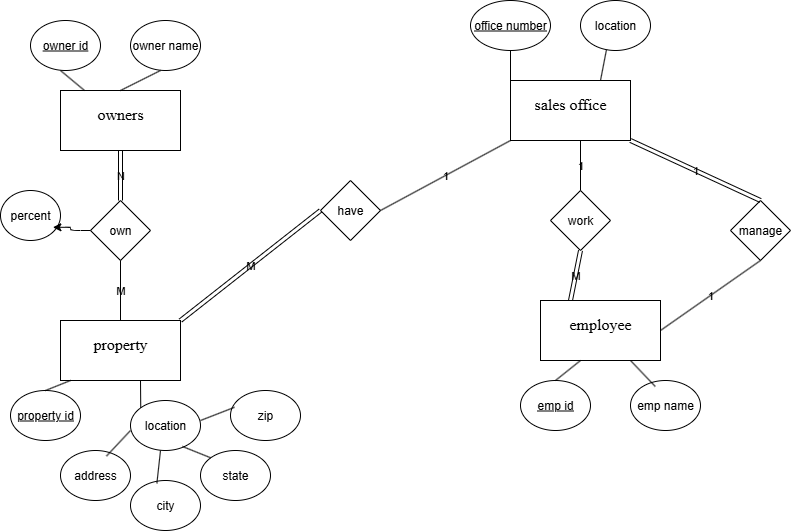 office number
location
owner id
owner name
owners
sales office
N
1
1
1
percent
own
have
work
manage
M
M
M
1
property
employee
property id
location
zip
emp id
emp name
address
state
city